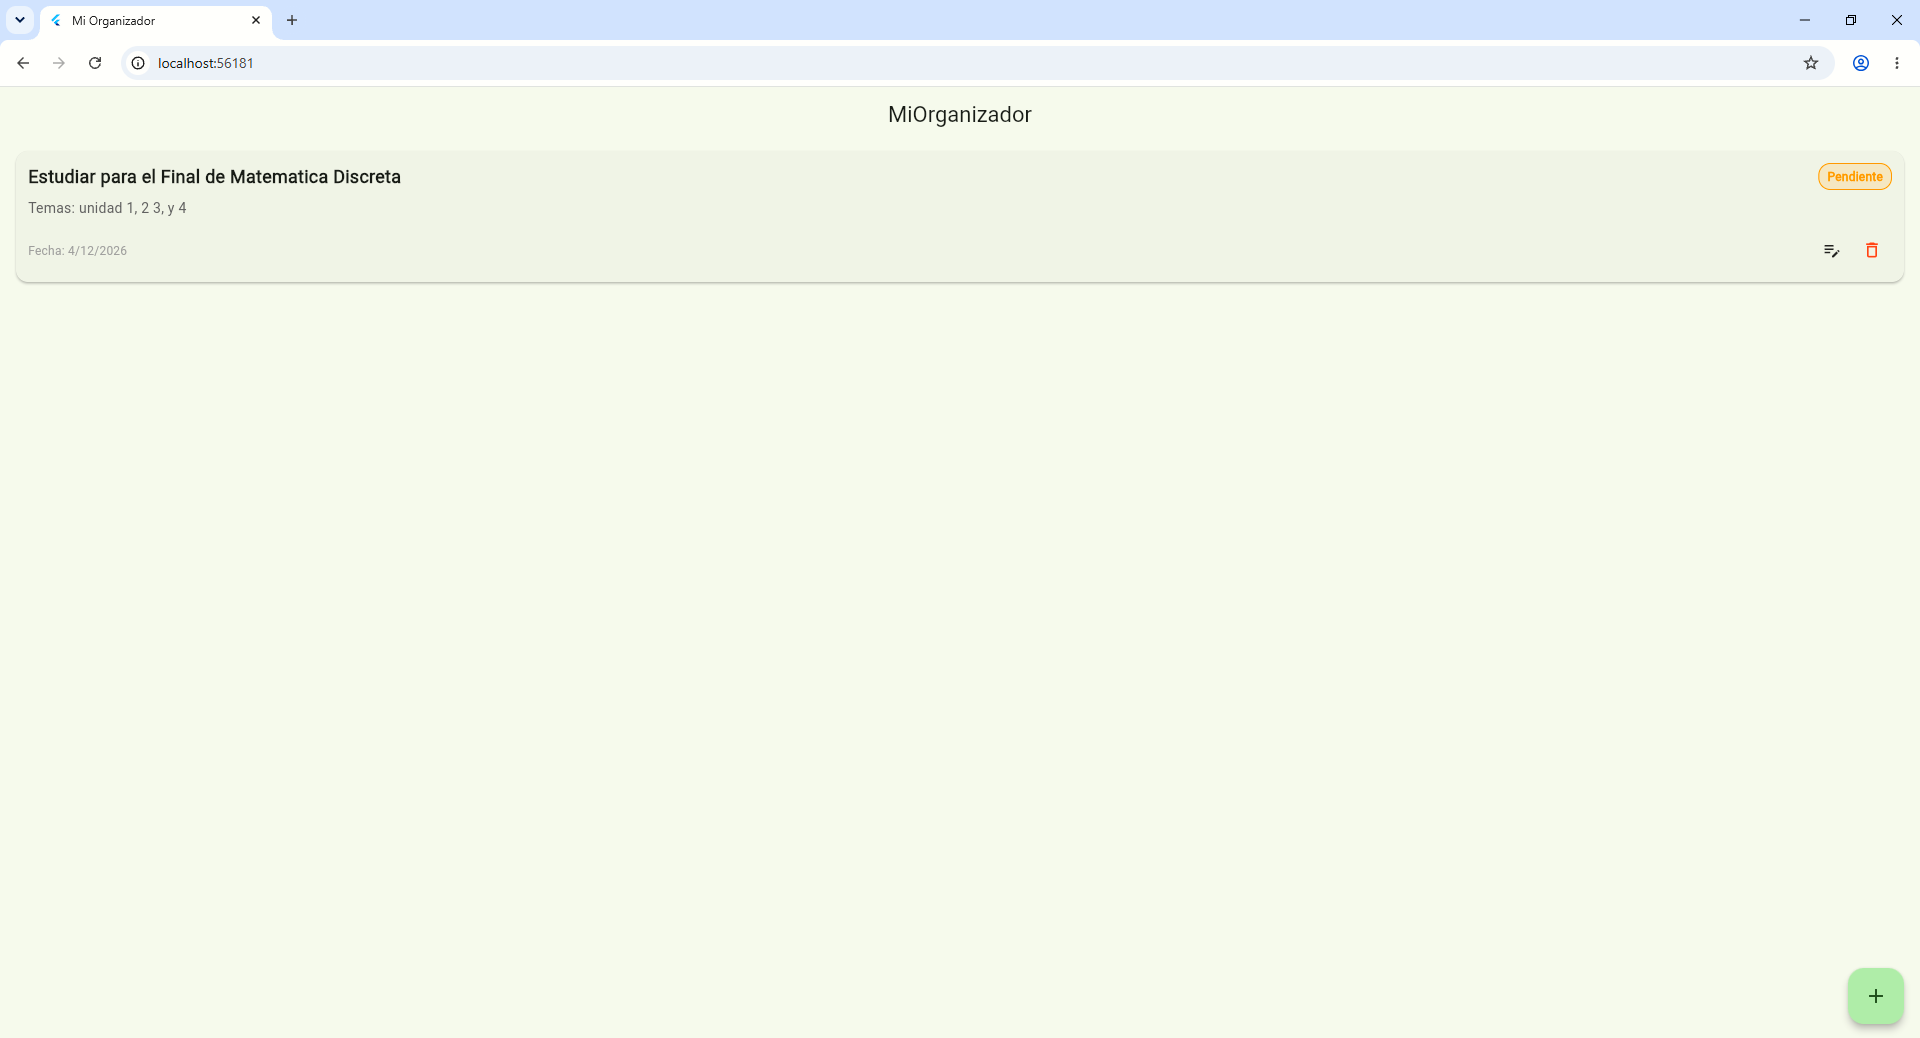 Mi Organizador
localhost:56181
MiOrganizador
Estudiar para el Final de Matematica Discreta
Pendiente
Temas: unidad 1, 2 3, y 4
Fecha: 4/12/2026